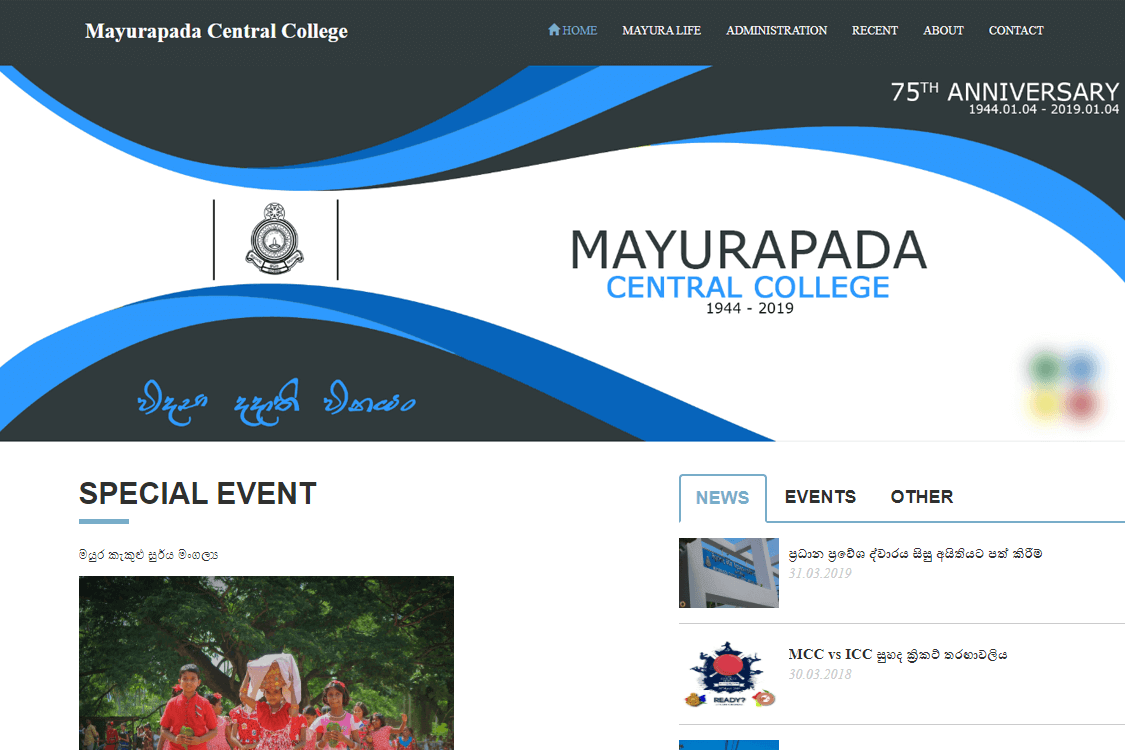 Mayurapada Central College
HOME MAYURA LIFE ADMINISTRATION RECENT ABOUT CONTACT
75TH ANNIVERSARY
1944.01.04 - 2019.01.04
MAYURAPADA
CENTRAL COLLEGE
1944 - 2019
විද්‍යා දදාති විනයං
SPECIAL EVENT
මයුර කැකුළු සූර්ය මංගල්‍ය
NEWS EVENTS OTHER
ප්‍රධාන ප්‍රවේශ ද්වාරය සිසු අයිතියට පත් කිරීම
31.03.2019
MCC vs ICC සුහද ක්‍රිකට් තරඟාවලිය
30.03.2018
READY?